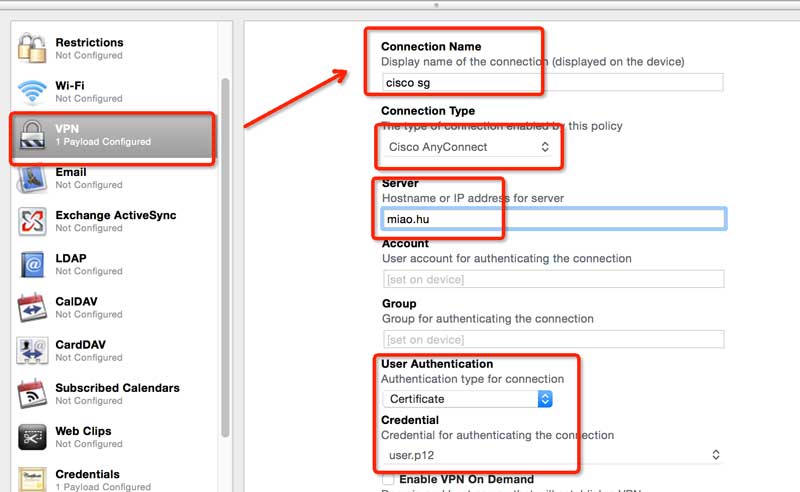 Restrictions
Not Configured
Wi-Fi
Not Configured
VPN
1 Payload Configured
Email
Not Configured
Exchange ActiveSync
Not Configured
LDAP
Not Configured
CalDAV
Not Configured
CardDAV
Not Configured
Subscribed Calendars
Not Configured
Web Clips
Not Configured
Credentials
1 Payload Configured
Connection Name
Display name of the connection (displayed on the device)
cisco sg
Connection Type
The type of connection enabled by this policy
Cisco AnyConnect
Server
Hostname or IP address for server
miao.hu
Account
User account for authenticating the connection
[set on device]
Group
Group for authenticating the connection
[set on device]
User Authentication
Authentication type for connection
Certificate
Credential
Credential for authenticating the connection
user.p12
Enable VPN On Demand